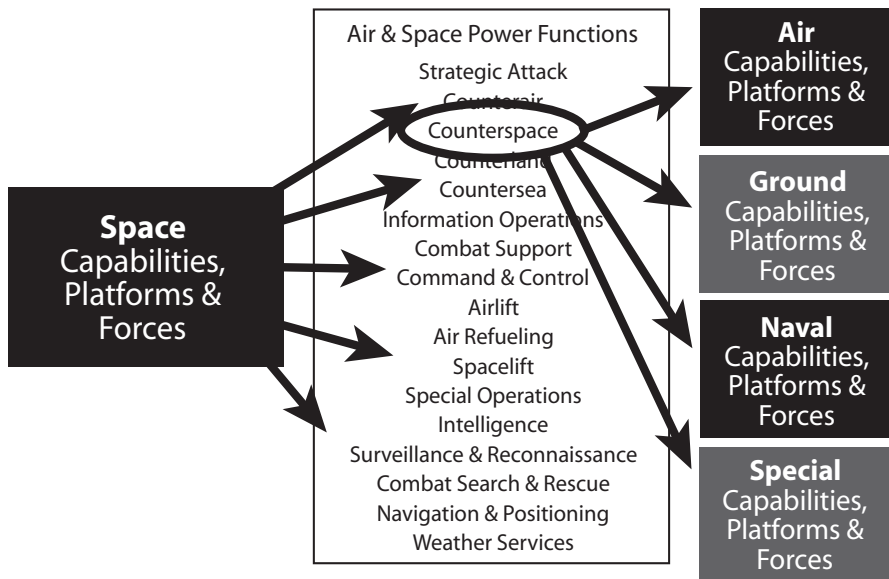 Space
Capabilities,
Platforms &
Forces
Air & Space Power Functions
Strategic Attack
Counterair
Counterspace
Counterland
Countersea
Information Operations
Combat Support
Command & Control
Airlift
Air Refueling
Spacelift
Special Operations
Intelligence
Surveillance & Reconnaissance
Combat Search & Rescue
Navigation & Positioning
Weather Services
Air
Capabilities,
Platforms &
Forces
Ground
Capabilities,
Platforms &
Forces
Naval
Capabilities,
Platforms &
Forces
Special
Capabilities,
Platforms &
Forces